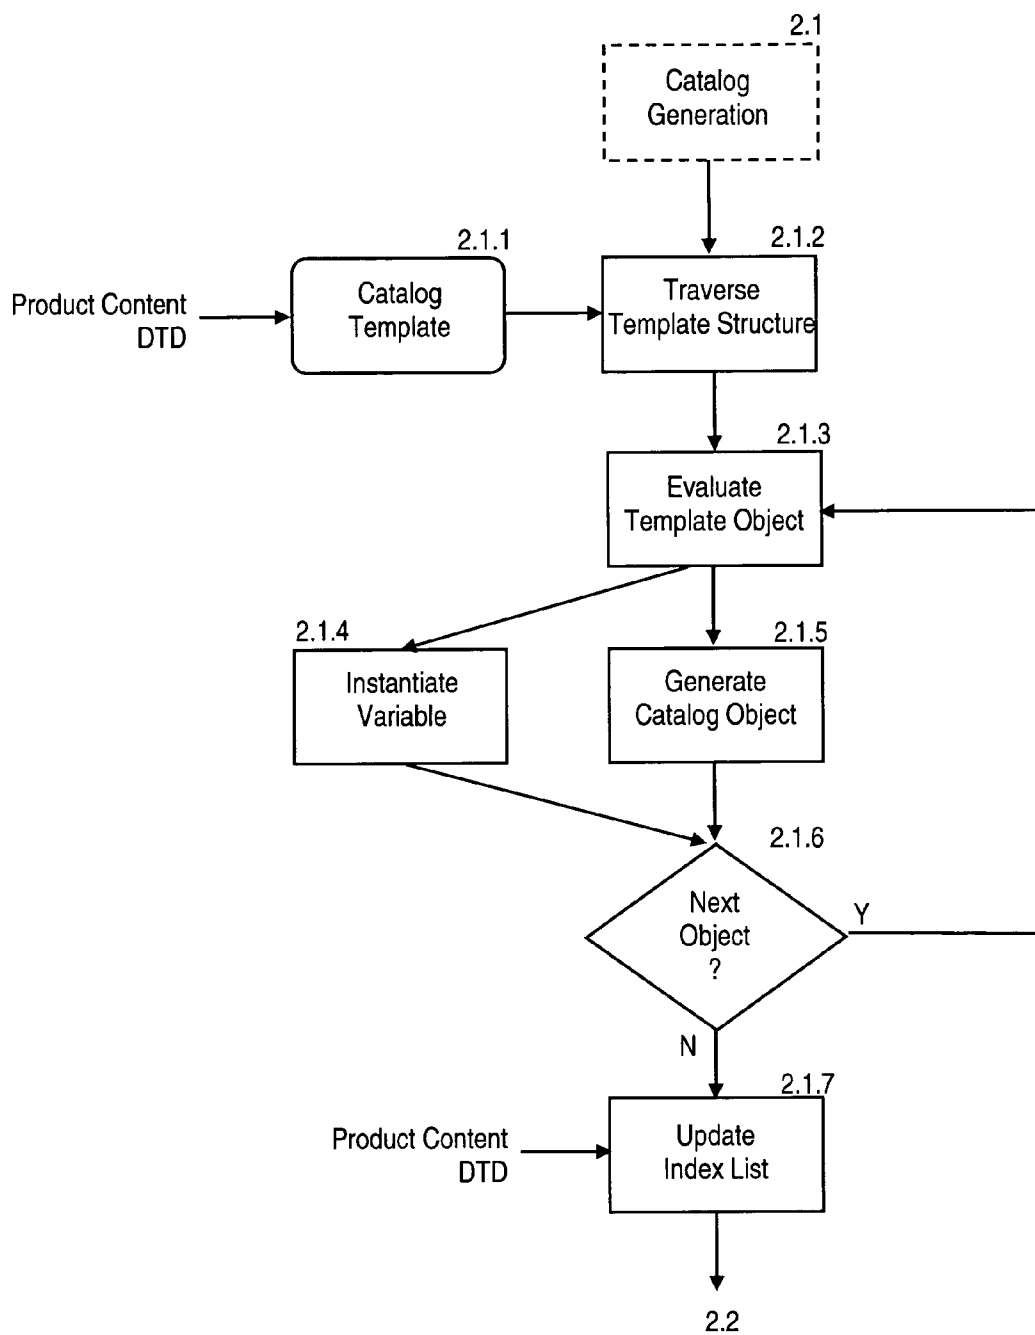 2.1
Catalog
Generation
2.1.1
2.1.2
Product Content
DTD
Catalog
Template
Traverse
Template Structure
2.1.3
Evaluate
Template Object
2.1.4
2.1.5
Instantiate
Variable
Generate
Catalog Object
2.1.6
Next
Object
?
Y
N
2.1.7
Product Content
DTD
Update
Index List
2.2